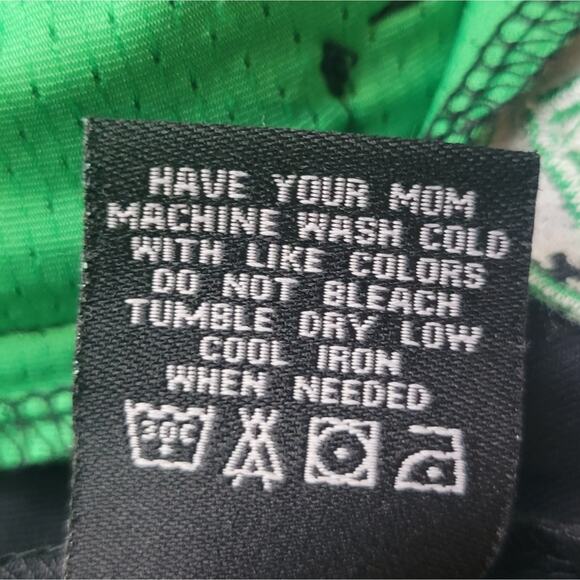 HAVE YOUR MOM
MACHINE WASH COLD
WITH LIKE COLORS
DO NOT BLEACH
TUMBLE DRY LOW
COOL IRON
WHEN NEEDED
30C